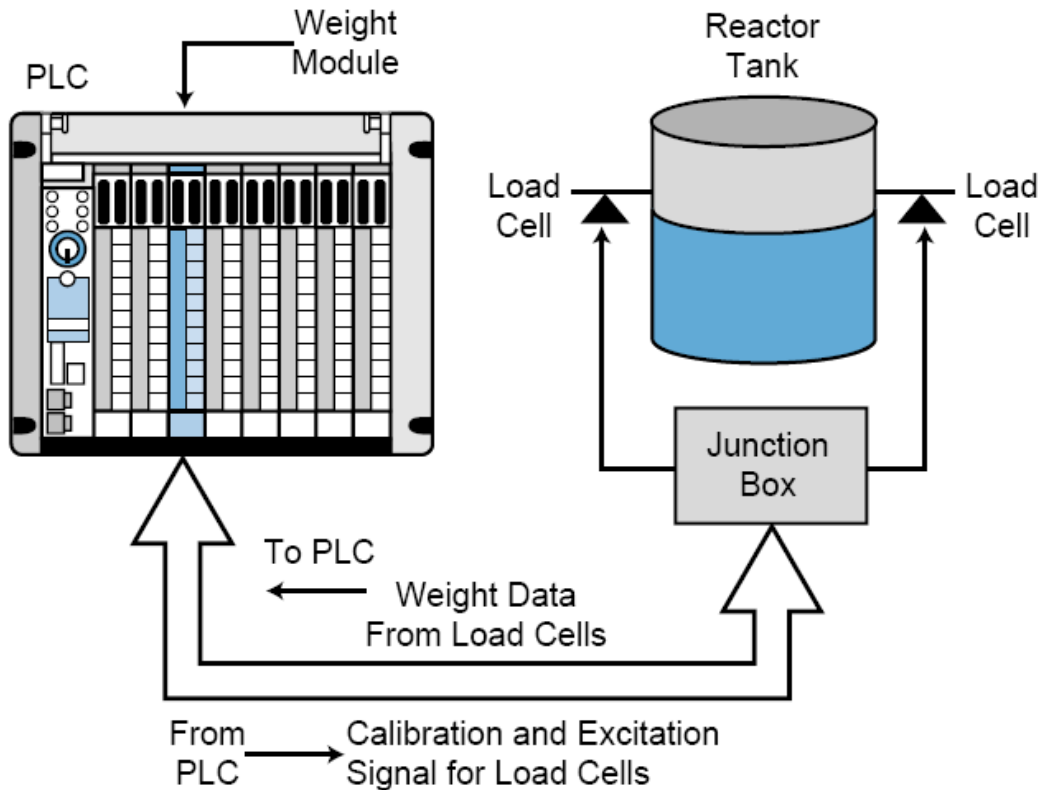 Weight
Module
PLC
Reactor
Tank
Load
Cell
Load
Cell
Junction
Box
To PLC
Weight Data
From Load Cells
From
PLC
Calibration and Excitation
Signal for Load Cells